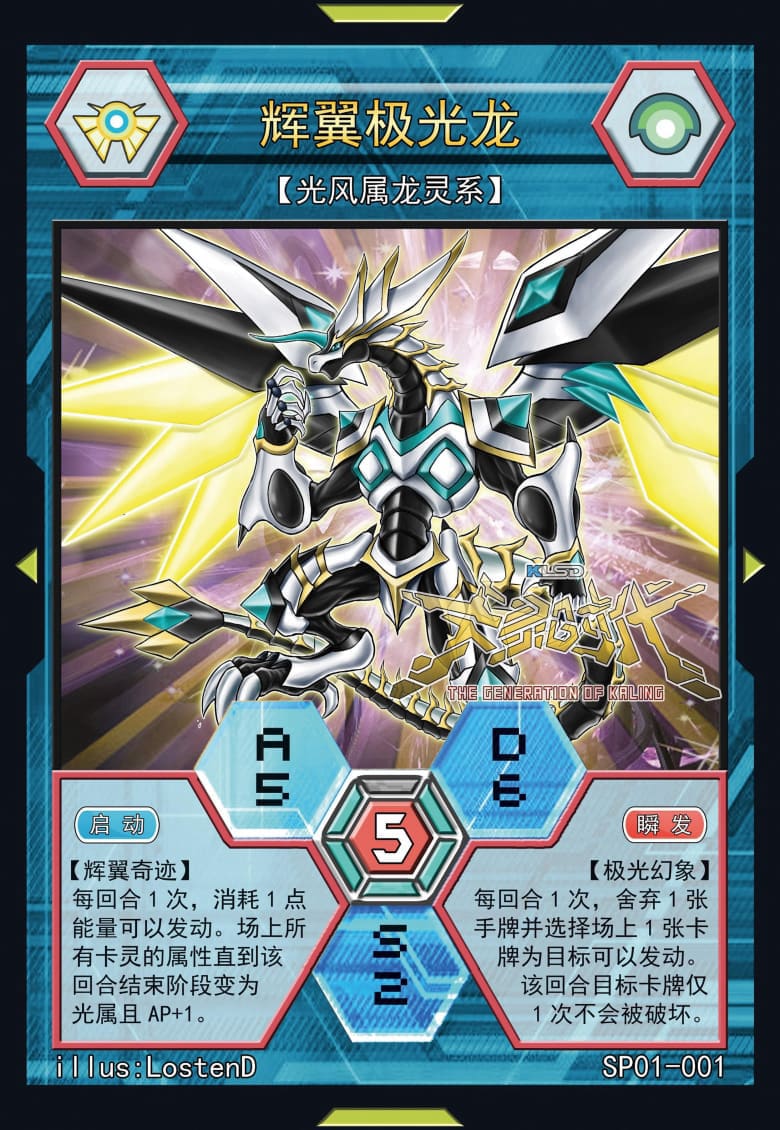 辉翼极光龙
【光风属龙灵系】
KLSD
卡灵时代
THE GENERATION OF KALING
A
5
D
6
5
S
2
启动
【辉翼奇迹】
每回合1次，消耗1点
能量可以发动。场上所
有卡灵的属性直到该
回合结束阶段变为
光属且 AP+1。
瞬发
【极光幻象】
每回合1次，舍弃1张
手牌并选择场上1张卡
牌为目标可以发动。
该回合目标卡牌仅
1次不会被破坏。
illus:LostenD
SP01-001